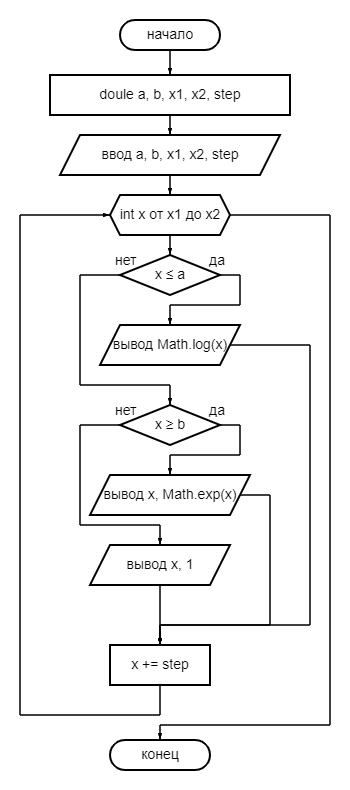 начало
doule a, b, x1, x2, step
ввод a, b, x1, x2, step
int x от x1 до x2
нет
да
x ≤ a
вывод Math.log(x)
нет
да
x ≥ b
вывод x, Math.exp(x)
вывод x, 1
x += step
конец